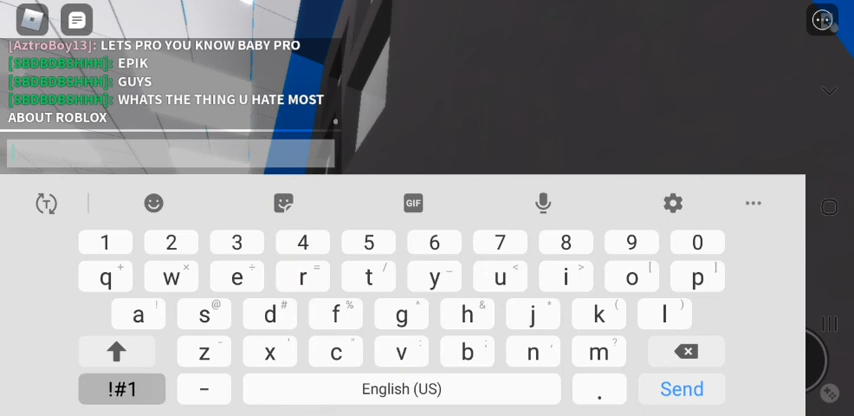 [AztroBoy13]: LETS PRO YOU KNOW BABY PRO
[SBDBDBSHHH]: EPIK
[SBDBDBSHHH]: GUYS
[SBDBDBSHHH]: WHATS THE THING U HATE MOST
ABOUT ROBLOX
T GIF
1 2 3 4 5 6 7 8 9 0
q + w × e ÷ r = t / y _ u < i > o [ p ]
a ! s @ d # f % g ^ h & j * k ( l )
z - x ' c " v : b ; n , m ?
!#1 - English (US) . Send